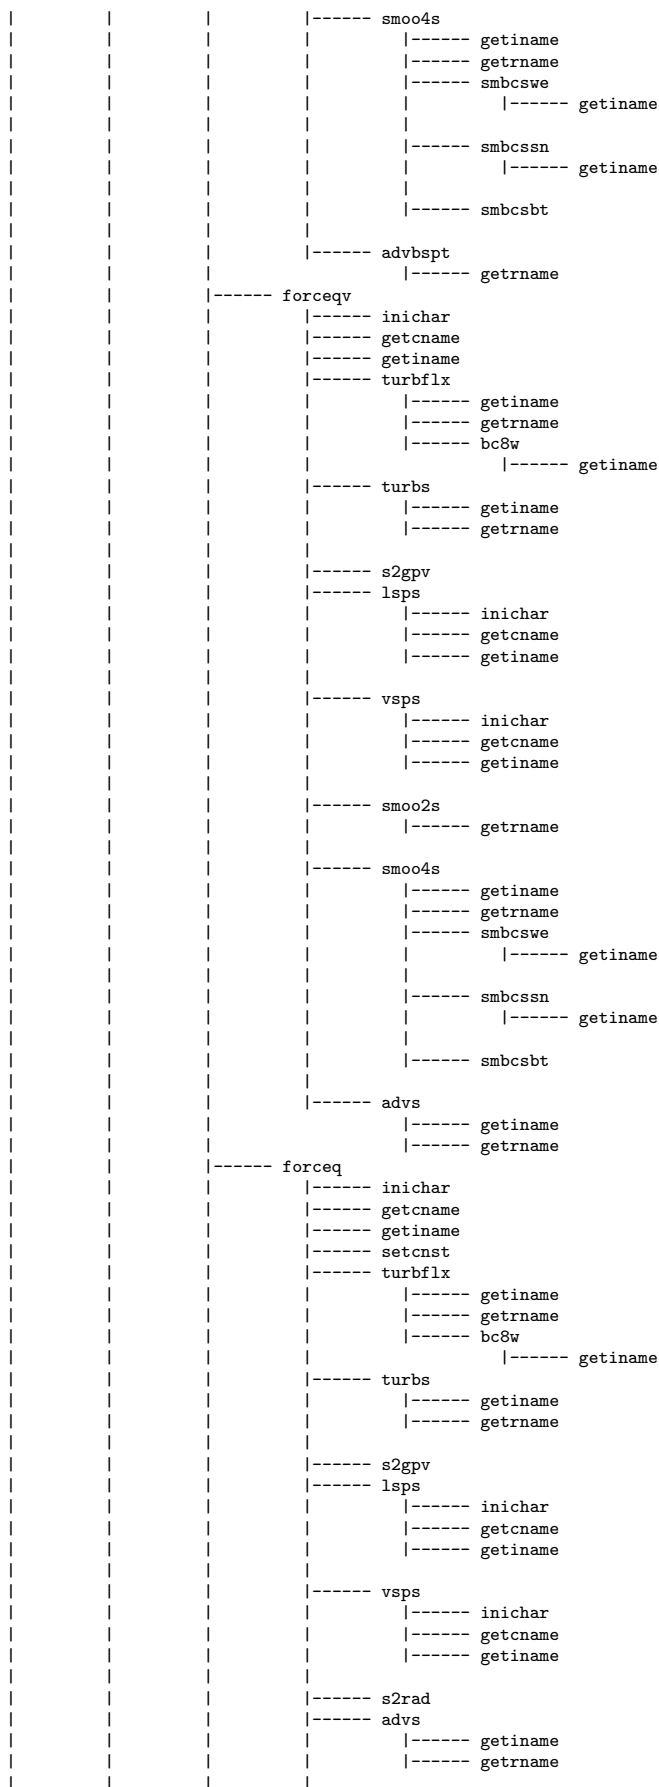 |           |           |           |------ smoo4s
|           |           |           |           |------ getiname
|           |           |           |           |------ getrname
|           |           |           |           |------ smbcswe
|           |           |           |           |           |------ getiname
|           |           |           |           |
|           |           |           |           |------ smbcssn
|           |           |           |           |           |------ getiname
|           |           |           |           |
|           |           |           |           |------ smbcsbt
|           |           |           |
|           |           |           |------ advbspt
|           |           |           |------ getrname
|           |           |------ forceqv
|           |           |           |------ inichar
|           |           |           |------ getcname
|           |           |           |------ getiname
|           |           |           |------ turbflx
|           |           |           |           |------ getiname
|           |           |           |           |------ getrname
|           |           |           |           |------ bc8w
|           |           |           |                       |------ getiname
|           |           |           |------ turbs
|           |           |           |           |------ getiname
|           |           |           |           |------ getrname
|           |           |           |
|           |           |           |------ s2gpv
|           |           |           |------ lsps
|           |           |           |           |------ inichar
|           |           |           |           |------ getcname
|           |           |           |           |------ getiname
|           |           |           |
|           |           |           |------ vsps
|           |           |           |           |------ inichar
|           |           |           |           |------ getcname
|           |           |           |           |------ getiname
|           |           |           |
|           |           |           |------ smoo2s
|           |           |           |           |------ getrname
|           |           |           |
|           |           |           |------ smoo4s
|           |           |           |           |------ getiname
|           |           |           |           |------ getrname
|           |           |           |           |------ smbcswe
|           |           |           |           |           |------ getiname
|           |           |           |           |
|           |           |           |           |------ smbcssn
|           |           |           |           |           |------ getiname
|           |           |           |           |
|           |           |           |           |------ smbcsbt
|           |           |           |
|           |           |           |------ advs
|           |           |                       |------ getiname
|           |           |                       |------ getrname
|           |           |------ forceq
|           |           |           |------ inichar
|           |           |           |------ getcname
|           |           |           |------ getiname
|           |           |           |------ setcnst
|           |           |           |------ turbflx
|           |           |           |           |------ getiname
|           |           |           |           |------ getrname
|           |           |           |           |------ bc8w
|           |           |           |                       |------ getiname
|           |           |           |------ turbs
|           |           |           |           |------ getiname
|           |           |           |           |------ getrname
|           |           |           |
|           |           |           |------ s2gpv
|           |           |           |------ lsps
|           |           |           |           |------ inichar
|           |           |           |           |------ getcname
|           |           |           |           |------ getiname
|           |           |           |
|           |           |           |------ vsps
|           |           |           |           |------ inichar
|           |           |           |           |------ getcname
|           |           |           |           |------ getiname
|           |           |           |
|           |           |           |------ s2rad
|           |           |           |------ advs
|           |           |           |           |------ getiname
|           |           |           |           |------ getrname
|           |           |           |